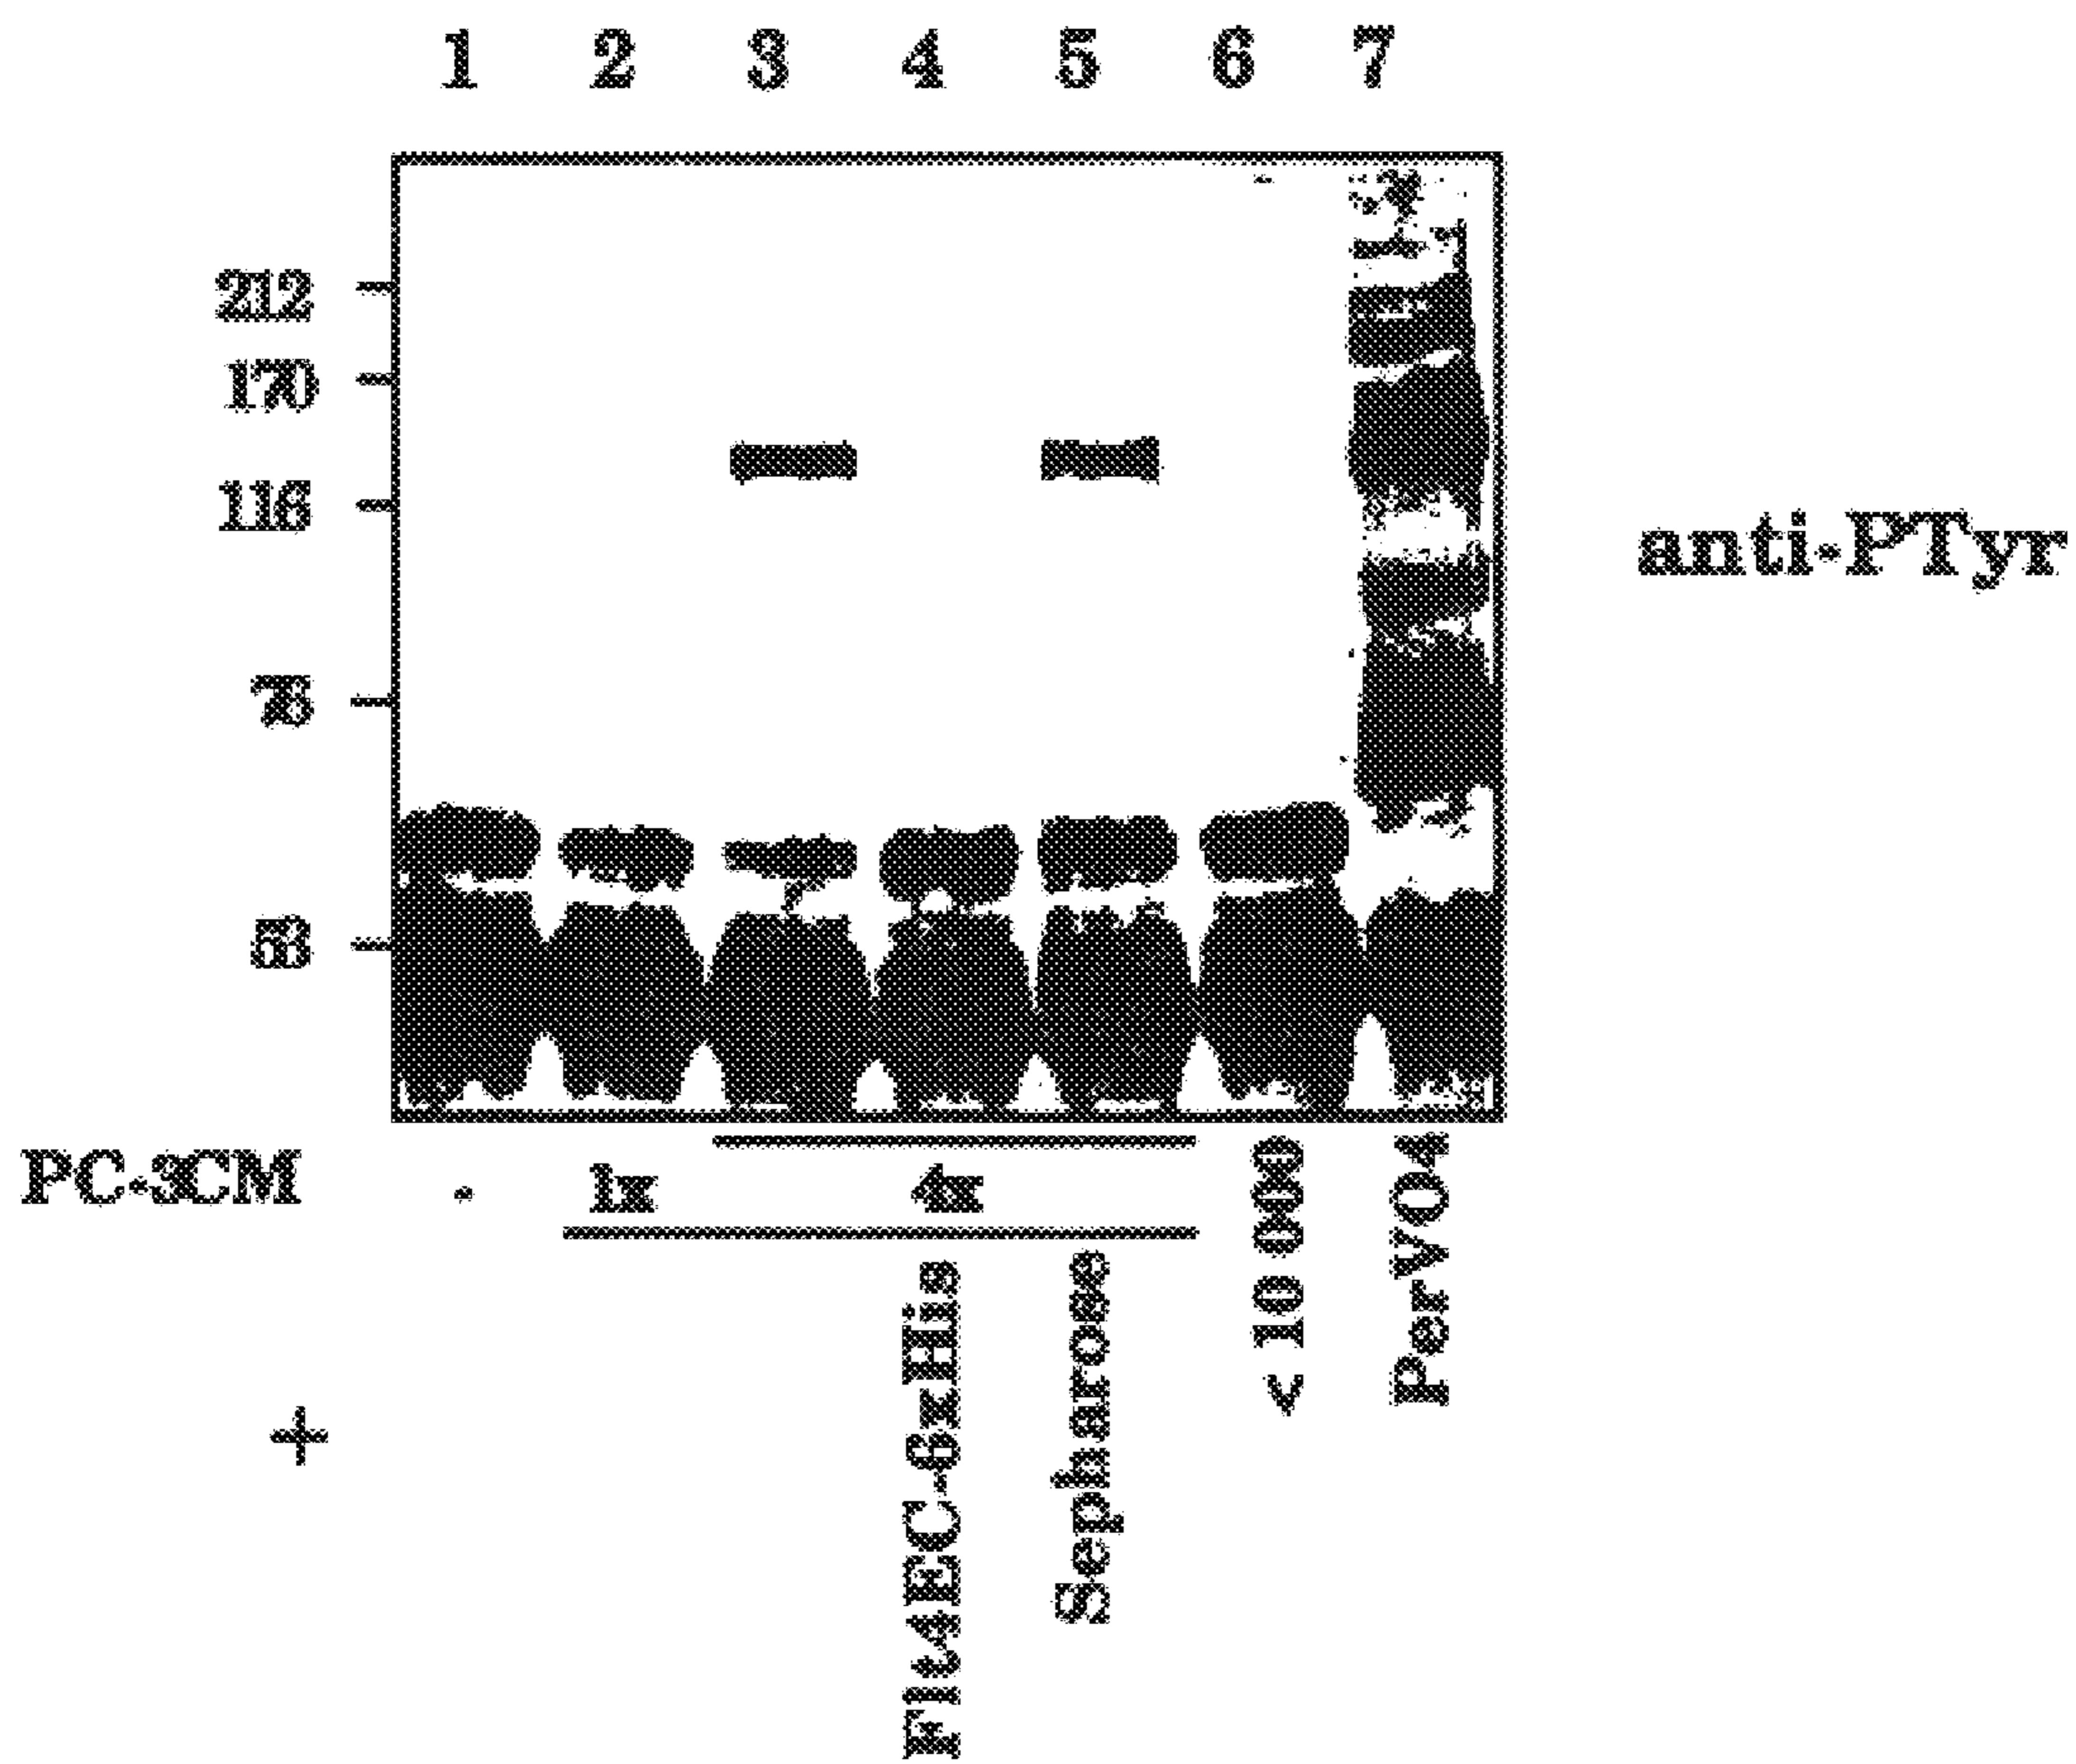 1 2 3 4 5 6 7
212
170
116
anti-PTyr
53
PC-3CM - 1x 4x
< 10 000
PerVO4
+
Flt4EC-6xHis
Sepharose